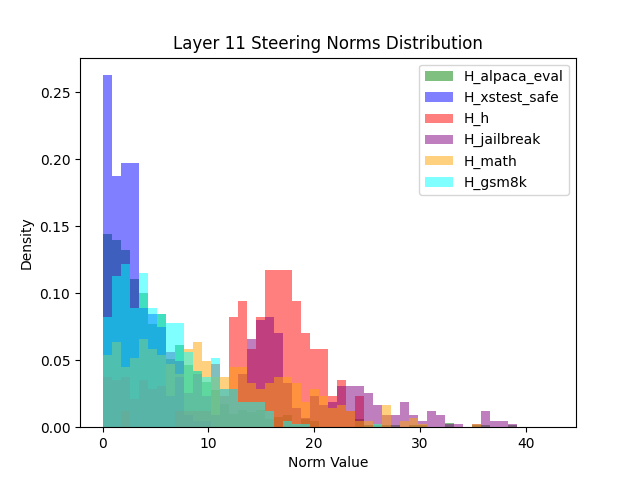 Layer 11 Steering Norms Distribution
H_alpaca_eval
H_xstest_safe
H_h
H_jailbreak
H_math
H_gsm8k
Density
0.25
0.20
0.15
0.10
0.05
0.00
0 10 20 30 40
Norm Value